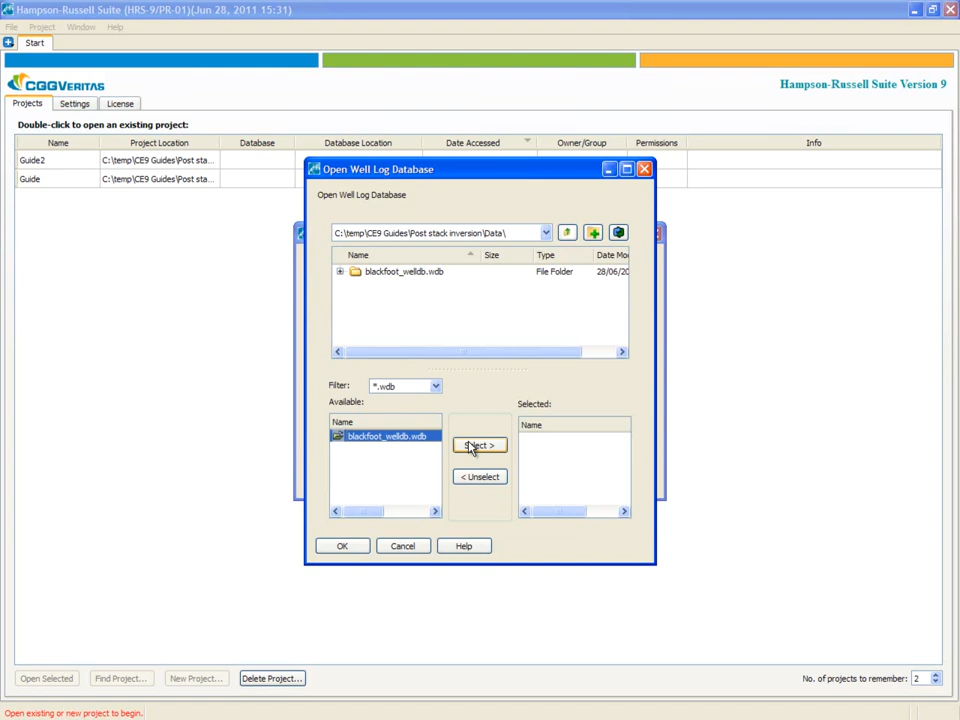 Hampson-Russell Suite (HRS-9/PR-01)(Jun 28, 2011 15:31)
File Project Window Help
Start
CGGVERITAS
Hampson-Russell Suite Version 9
Projects Settings License
Double-click to open an existing project:
Name Project Location Database Database Location Date Accessed Owner/Group Permissions Info
Guide2 C:\temp\CE9 Guides\Post sta...
Guide C:\temp\CE9 Guides\Post sta...
Open Well Log Database
Open Well Log Database
C:\temp\CE9 Guides\Post stack inversion\Data\
Name Size Type Date Mo
blackfoot_welldb.wdb File Folder 28/06/20
Filter: *.wdb
Available: Selected:
Name Name
blackfoot_welldb.wdb
Select >
< Unselect
OK Cancel Help
Open Selected Find Project... New Project... Delete Project... No. of projects to remember: 2
Open existing or new project to begin.